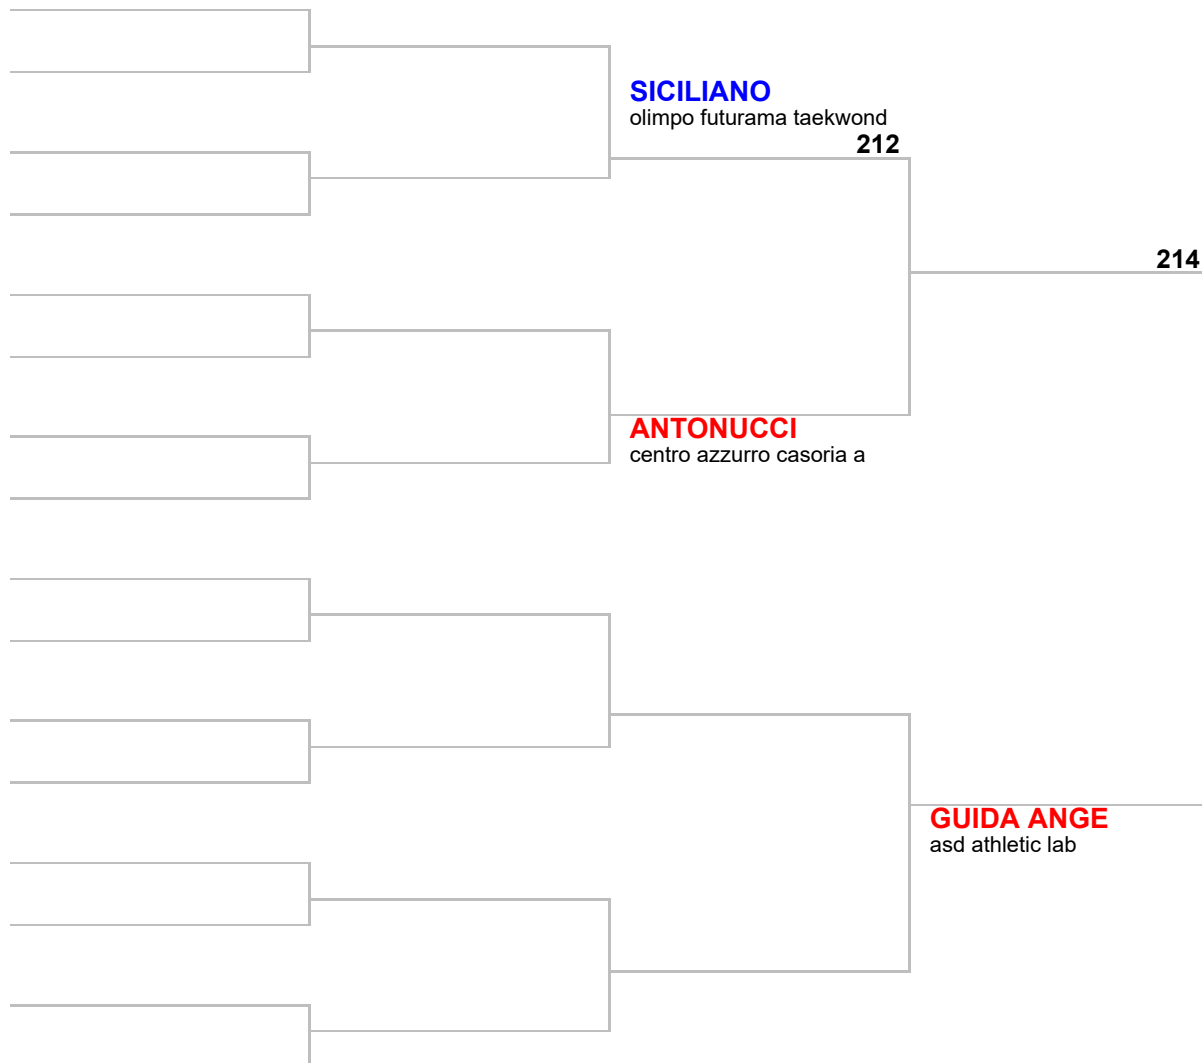 SICILIANO
olimpo futurama taekwond
212
214
ANTONUCCI
centro azzurro casoria a
GUIDA ANGE
asd athletic lab